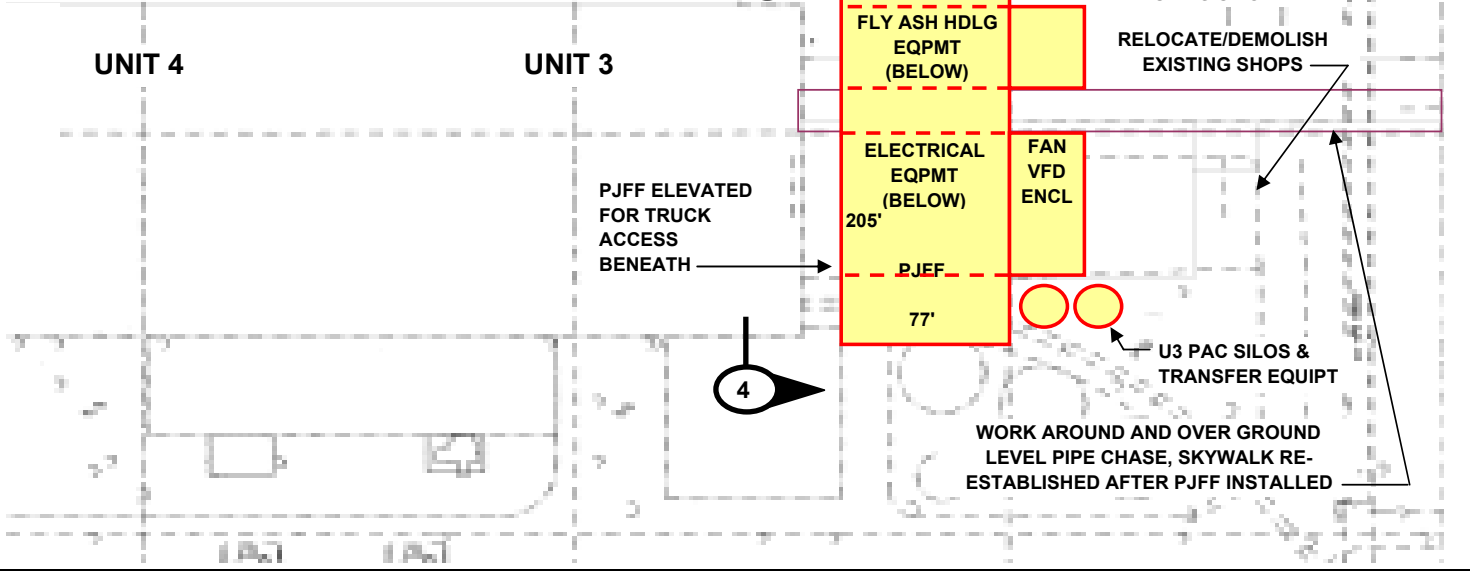 FLY ASH HDLG
EQPMT
(BELOW)
RELOCATE/DEMOLISH
EXISTING SHOPS
UNIT 4
UNIT 3
ELECTRICAL
EQPMT
(BELOW)
FAN
VFD
ENCL
PJFF ELEVATED
FOR TRUCK
ACCESS
BENEATH
205'
PJFF
77'
U3 PAC SILOS &
TRANSFER EQUIPT
4
WORK AROUND AND OVER GROUND
LEVEL PIPE CHASE, SKYWALK RE-
ESTABLISHED AFTER PJFF INSTALLED